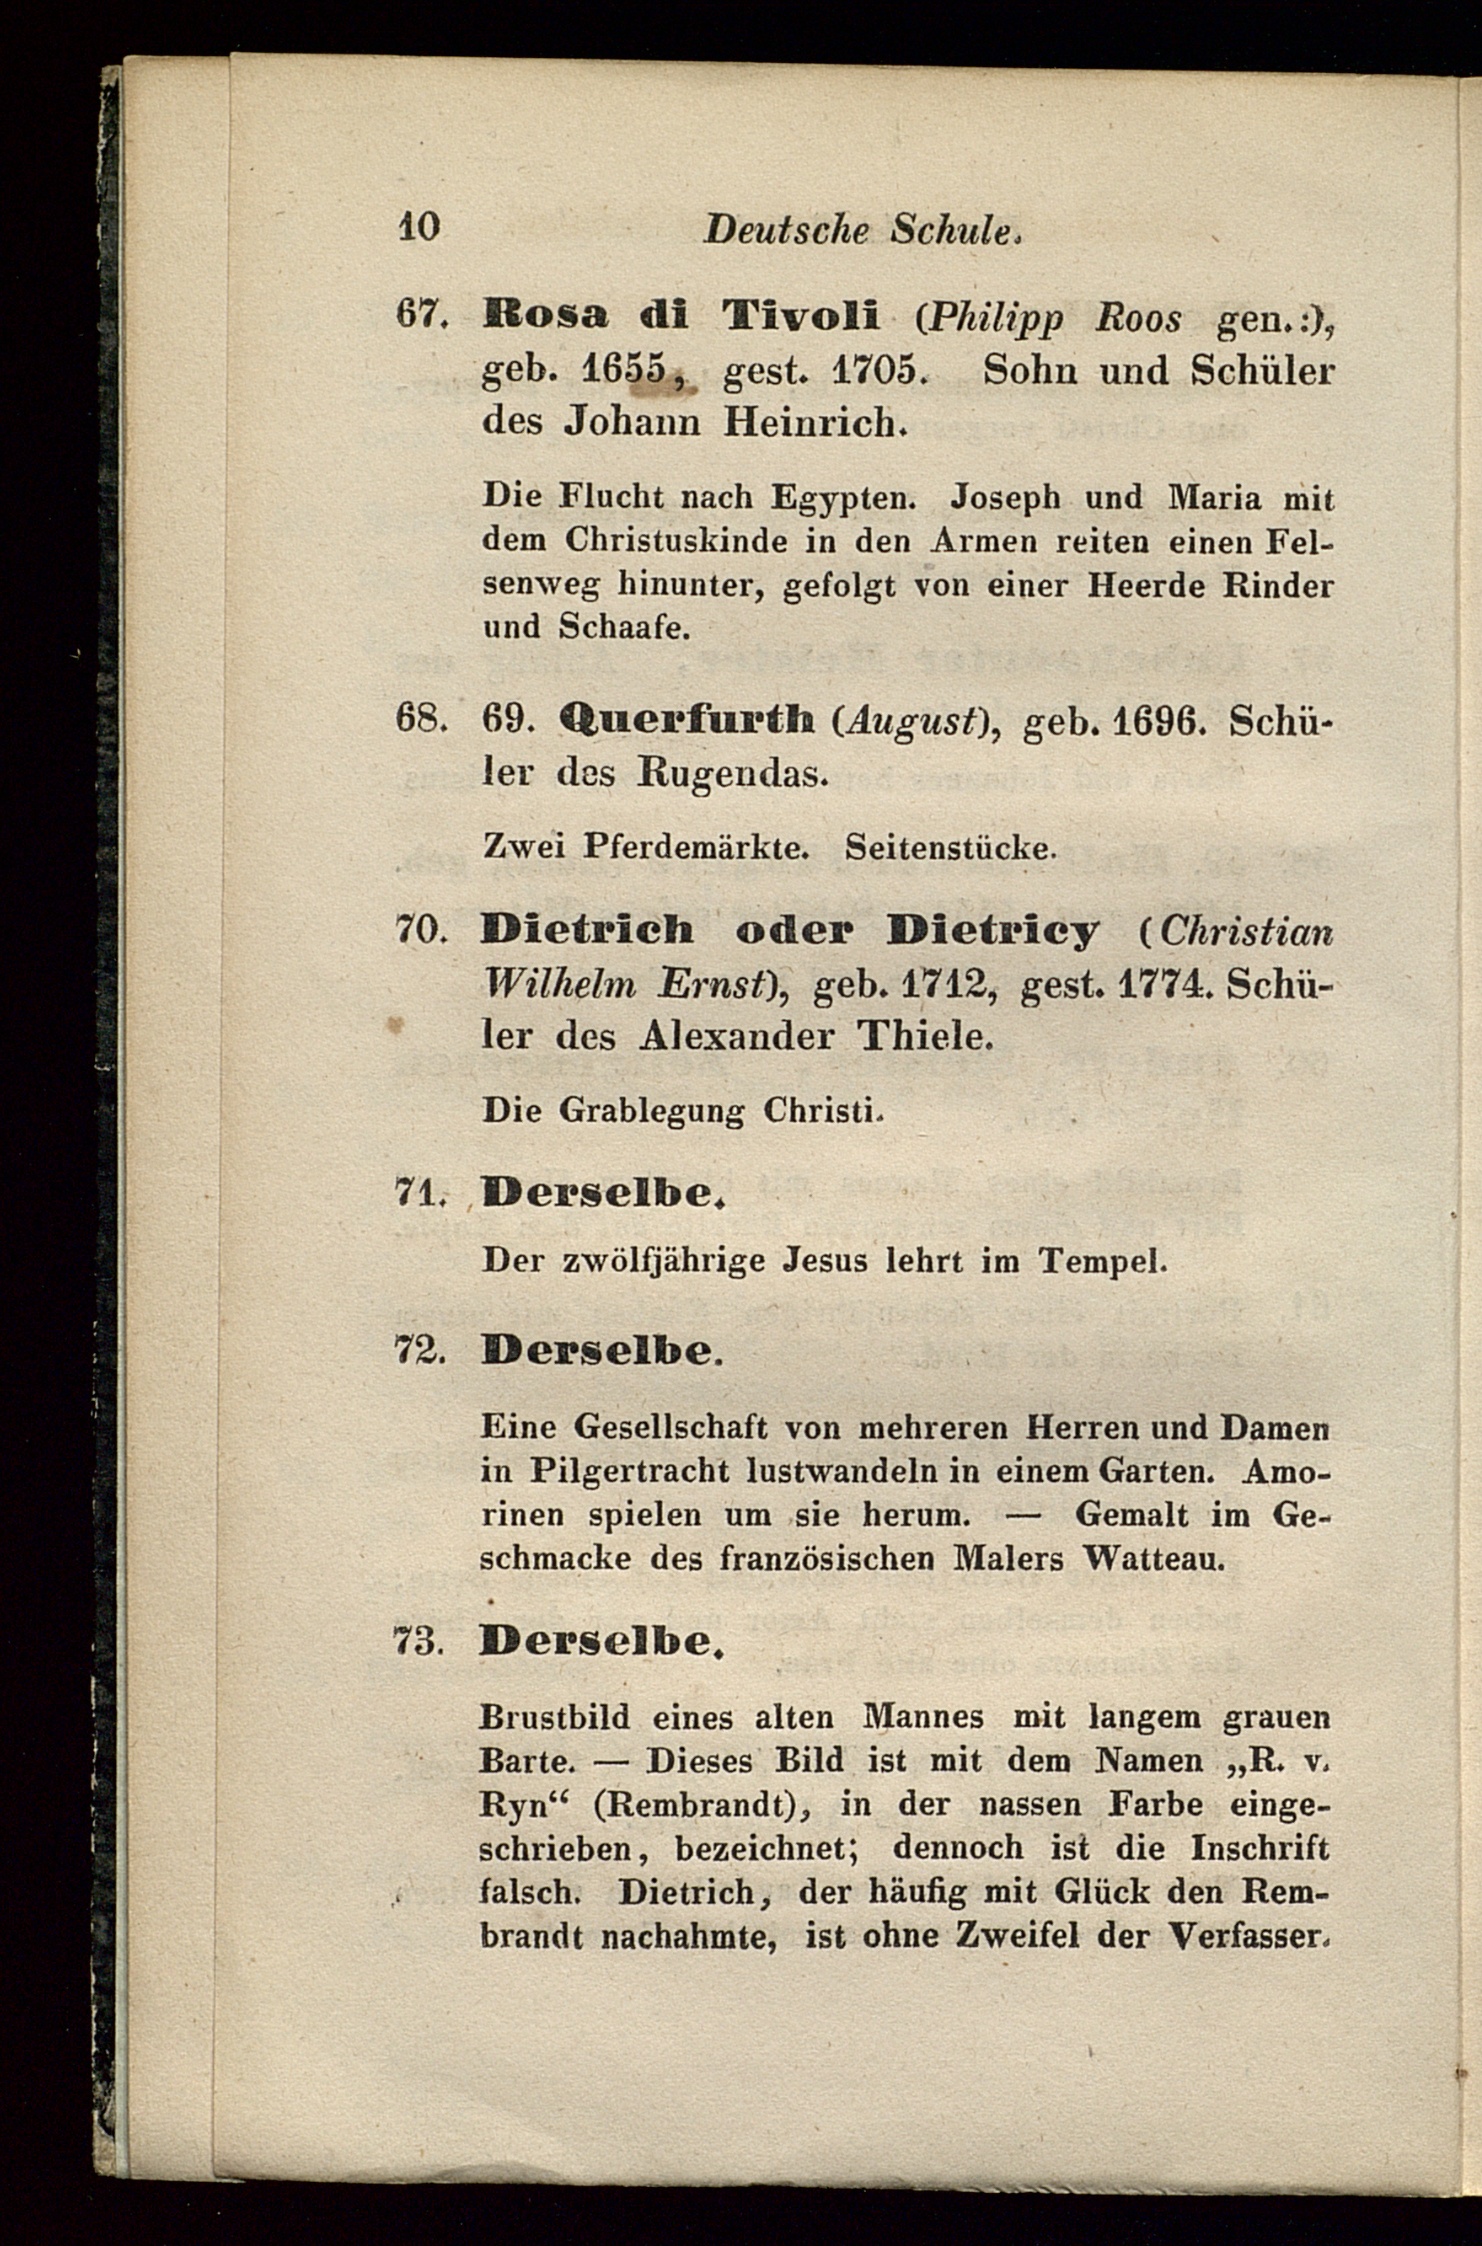 10 Deutsche Schule.
67. Rosa di Tivoli (Philipp Roos gen.:),
geb. 1655, gest. 1705. Sohn und Schüler
des Johann Heinrich.
Die Flucht nach Egypten. Joseph und Maria mit
dem Christuskinde in den Armen reiten einen Fel-
senweg hinunter, gefolgt von einer Heerde Rinder
und Schaafe.
68. 69. Querfurth (August), geb. 1696. Schü-
ler des Rugendas.
Zwei Pferdemärkte. Seitenstücke.
70. Dietrich oder Dietricy (Christian
Wilhelm Ernst), geb. 1712, gest. 1774. Schü-
ler des Alexander Thiele.
Die Grablegung Christi.
71. Derselbe.
Der zwölfjährige Jesus lehrt im Tempel.
72. Derselbe.
Eine Gesellschaft von mehreren Herren und Damen
in Pilgertracht lustwandeln in einem Garten. Amo-
rinen spielen um sie herum. — Gemalt im Ge-
schmacke des französischen Malers Watteau.
73. Derselbe.
Brustbild eines alten Mannes mit langem grauen
Barte. — Dieses Bild ist mit dem Namen „R. v.
Ryn“ (Rembrandt), in der nassen Farbe einge-
schrieben, bezeichnet; dennoch ist die Inschrift
falsch. Dietrich, der häufig mit Glück den Rem-
brandt nachahmte, ist ohne Zweifel der Verfasser.